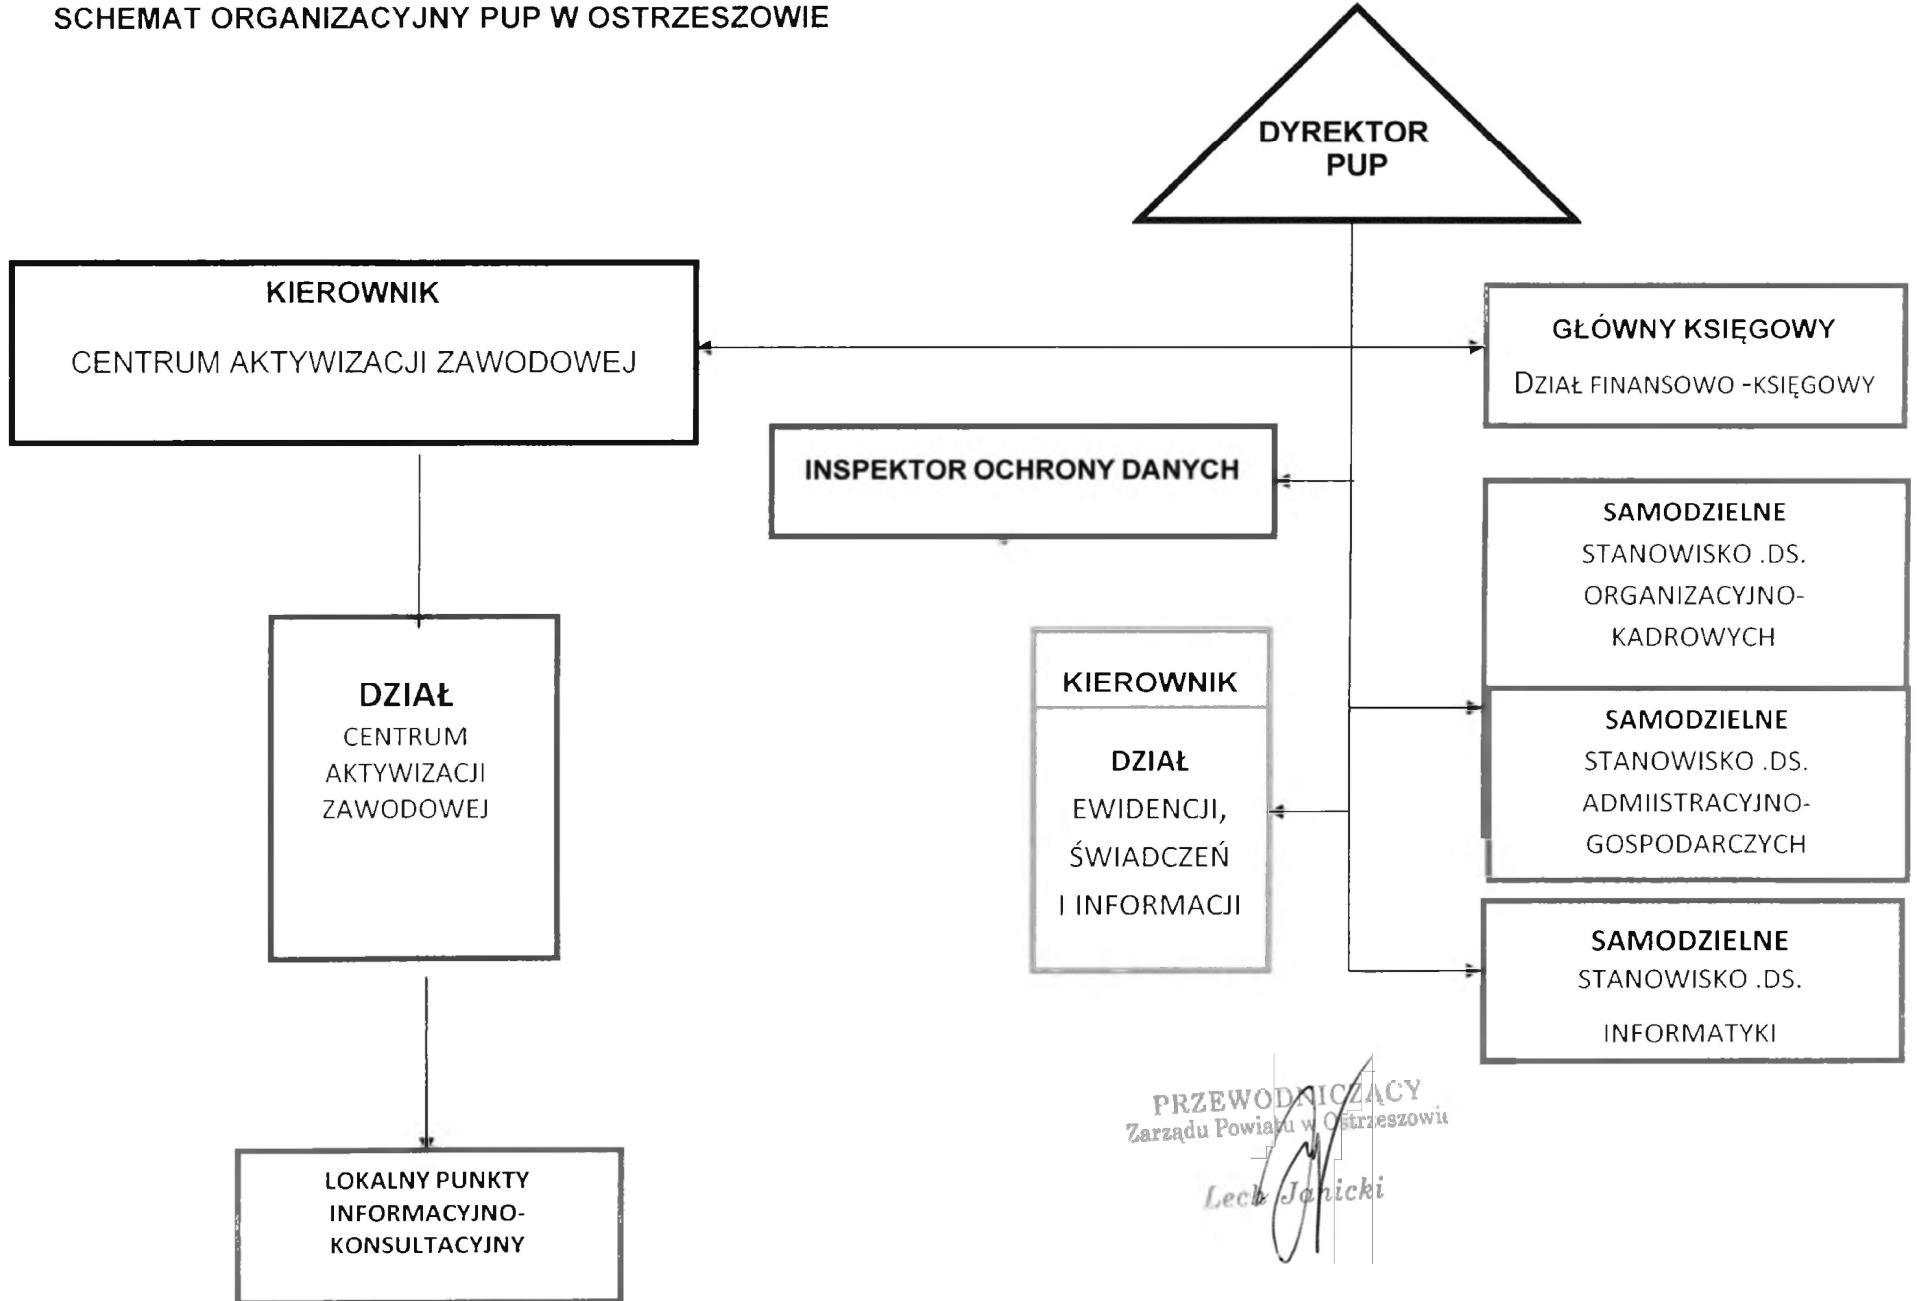 SCHEMAT ORGANIZACYJNY PUP W OSTRZESZOWIE
DYREKTOR
PUP
KIEROWNIK
CENTRUM AKTYWIZACJI ZAWODOWEJ
GŁÓWNY KSIĘGOWY
DZIAŁ FINANSOWO -KSIĘGOWY
INSPEKTOR OCHRONY DANYCH
SAMODZIELNE
STANOWISKO .DS.
ORGANIZACYJNO-
KADROWYCH
KIEROWNIK
DZIAŁ
EWIDENCJI,
ŚWIADCZEŃ
I INFORMACJI
DZIAŁ
CENTRUM
AKTYWIZACJI
ZAWODOWEJ
SAMODZIELNE
STANOWISKO .DS.
ADMIISTRACYJNO-
GOSPODARCZYCH
SAMODZIELNE
STANOWISKO .DS.
INFORMATYKI
LOKALNY PUNKTY
INFORMACYJNO-
KONSULTACYJNY
PRZEWODNICZĄCY
Zarządu Powiatu w Ostrzeszowie
Lech Janicki